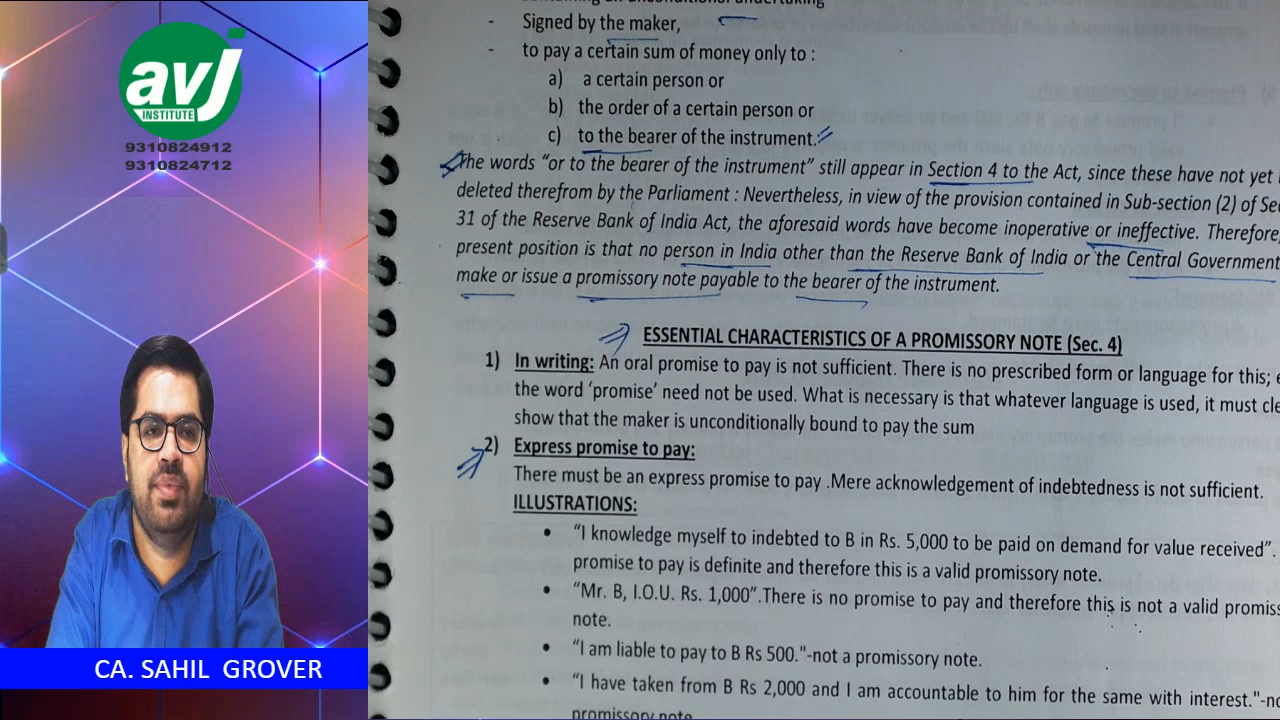 avj
INSTITUTE
9310824912
9310824712
CA. SAHIL GROVER
- Signed by the maker,
- to pay a certain sum of money only to :
a) a certain person or
b) the order of a certain person or
c) to the bearer of the instrument.
The words “or to the bearer of the instrument” still appear in Section 4 to the Act, since these have not yet
deleted therefrom by the Parliament : Nevertheless, in view of the provision contained in Sub-section (2) of
31 of the Reserve Bank of India Act, the aforesaid words have become inoperative or ineffective. Therefore,
present position is that no person in India other than the Reserve Bank of India or the Central Government
make or issue a promissory note payable to the bearer of the instrument.
ESSENTIAL CHARACTERISTICS OF A PROMISSORY NOTE (Sec. 4)
1) In writing: An oral promise to pay is not sufficient. There is no prescribed form or language for this;
the word ‘promise’ need not be used. What is necessary is that whatever language is used, it must
show that the maker is unconditionally bound to pay the sum
2) Express promise to pay:
There must be an express promise to pay .Mere acknowledgement of indebtedness is not sufficient.
ILLUSTRATIONS:
• “I knowledge myself to indebted to B in Rs. 5,000 to be paid on demand for value received”.
promise to pay is definite and therefore this is a valid promissory note.
• “Mr. B, I.O.U. Rs. 1,000”.There is no promise to pay and therefore this is not a valid
note.
• “I am liable to pay to B Rs 500."-not a promissory note.
• “I have taken from B Rs 2,000 and I am accountable to him for the same with interest."
promissory note